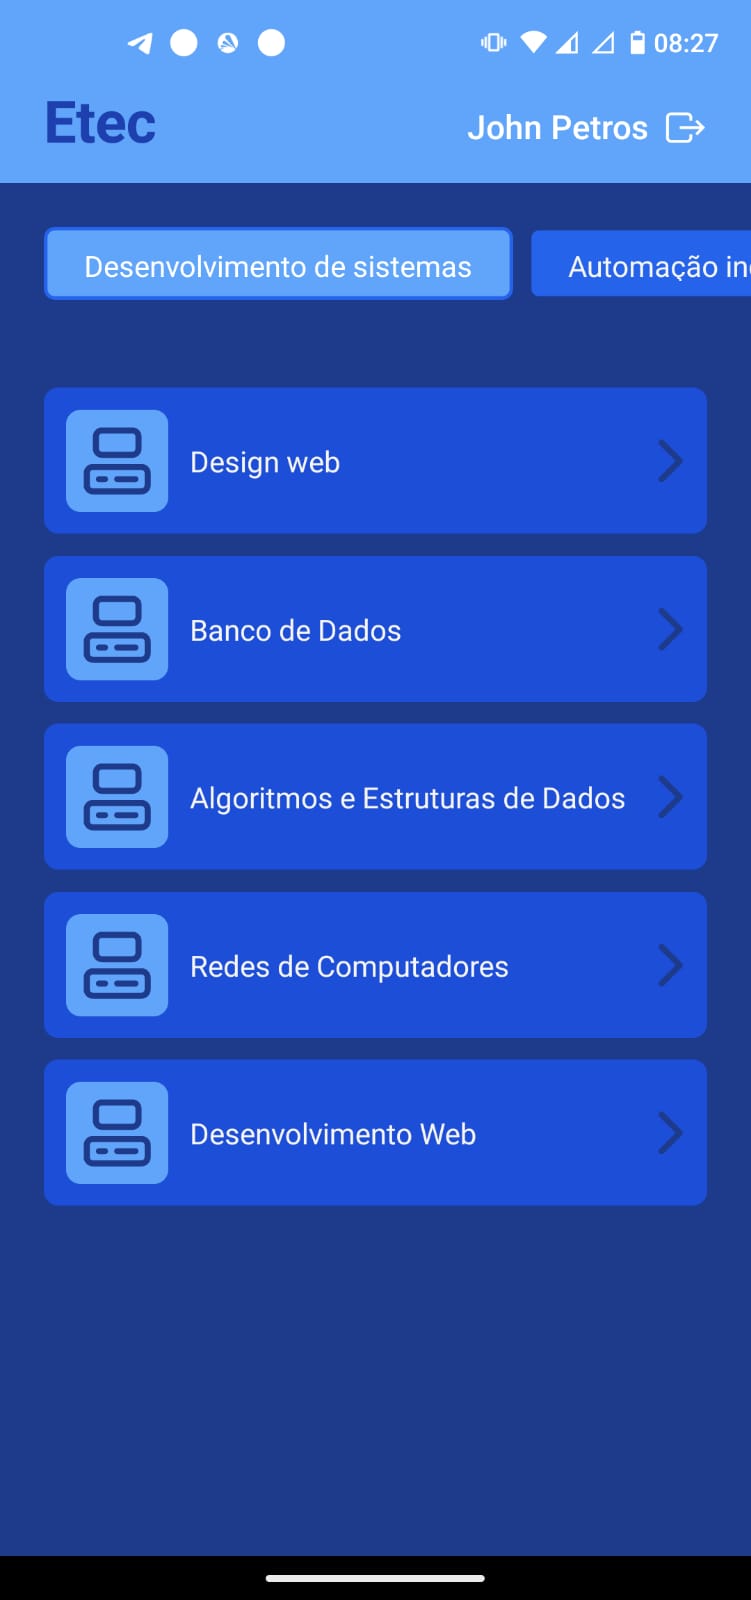 08:27
Etec
John Petros
Desenvolvimento de sistemas
Automação in
Design web
Banco de Dados
Algoritmos e Estruturas de Dados
Redes de Computadores
Desenvolvimento Web